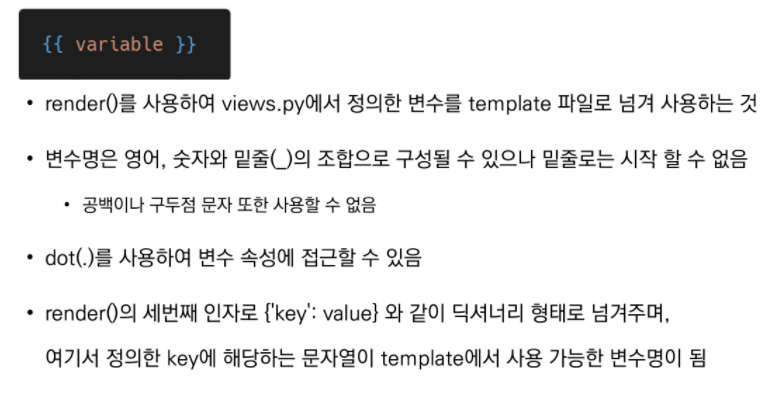 {{ variable }}
• render()를 사용하여 views.py에서 정의한 변수를 template 파일로 넘겨 사용하는 것
• 변수명은 영어, 숫자와 밑줄(_)의 조합으로 구성될 수 있으나 밑줄로는 시작 할 수 없음
• 공백이나 구두점 문자 또한 사용할 수 없음
• dot(.)를 사용하여 변수 속성에 접근할 수 있음
• render()의 세번째 인자로 {'key': value} 와 같이 딕셔너리 형태로 넘겨주며,
여기서 정의한 key에 해당하는 문자열이 template에서 사용 가능한 변수명이 됨